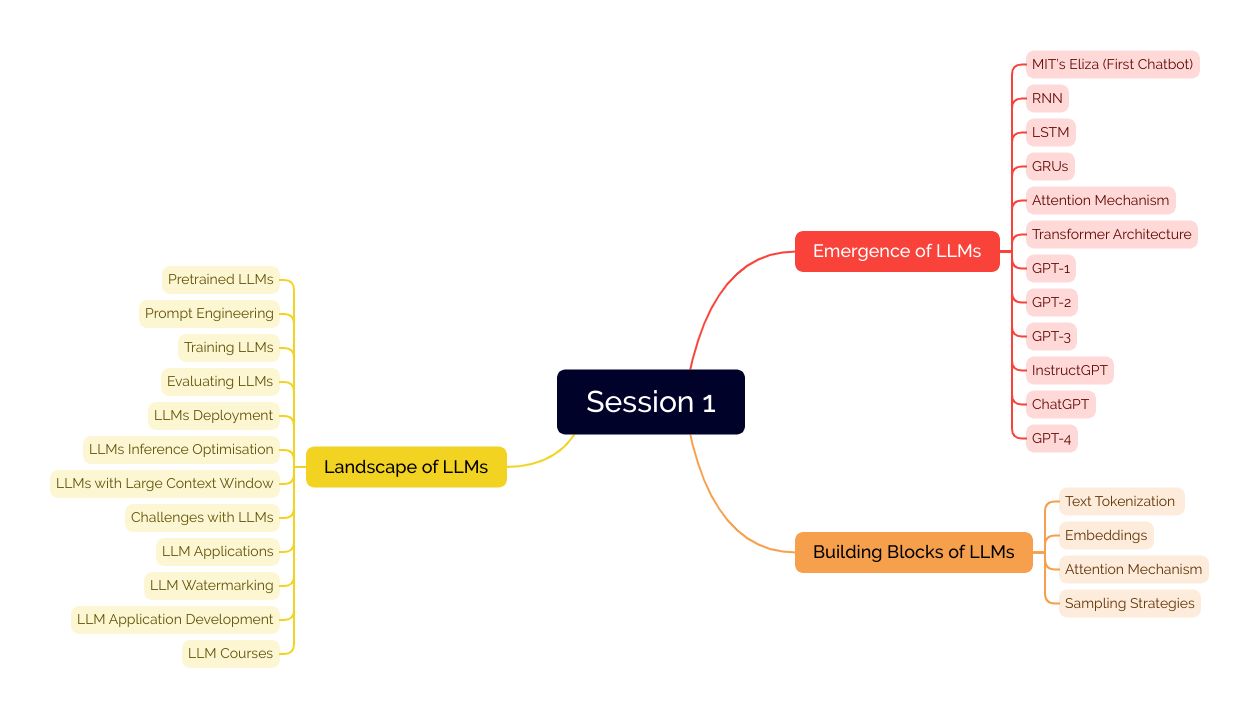 Session 1
Emergence of LLMs
MIT's Eliza (First Chatbot)
RNN
LSTM
GRUs
Attention Mechanism
Transformer Architecture
GPT-1
GPT-2
GPT-3
InstructGPT
ChatGPT
GPT-4
Building Blocks of LLMs
Text Tokenization
Embeddings
Attention Mechanism
Sampling Strategies
Landscape of LLMs
Pretrained LLMs
Prompt Engineering
Training LLMs
Evaluating LLMs
LLMs Deployment
LLMs Inference Optimisation
LLMs with Large Context Window
Challenges with LLMs
LLM Applications
LLM Watermarking
LLM Application Development
LLM Courses